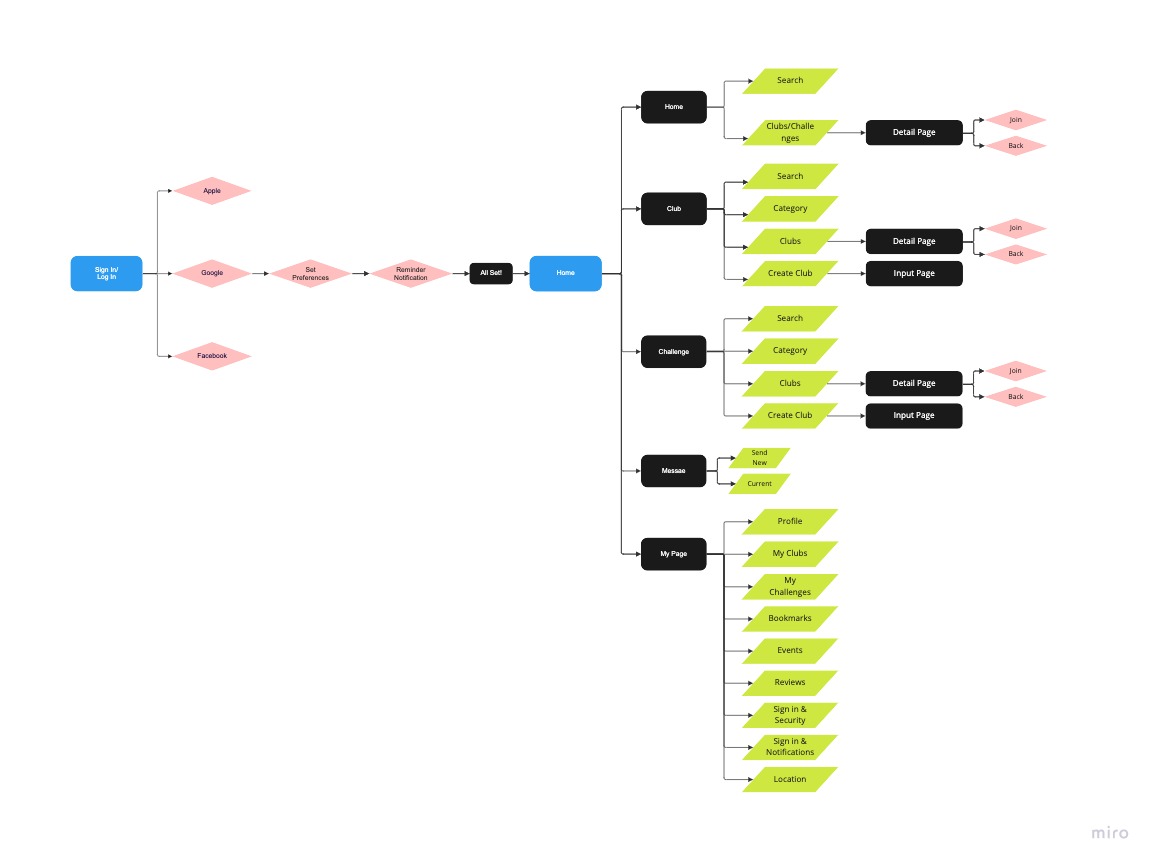 Sign In/
Log In
Apple
Google
Facebook
Set
Preferences
Reminder
Notification
All Set!
Home
Home
Search
Clubs/Challe
nges
Detail Page
Join
Back
Club
Search
Category
Clubs
Detail Page
Join
Back
Create Club
Input Page
Challenge
Search
Category
Clubs
Detail Page
Join
Back
Create Club
Input Page
Messae
Send
New
Current
My Page
Profile
My Clubs
My
Challenges
Bookmarks
Events
Reviews
Sign in &
Security
Sign in &
Notifications
Location
miro